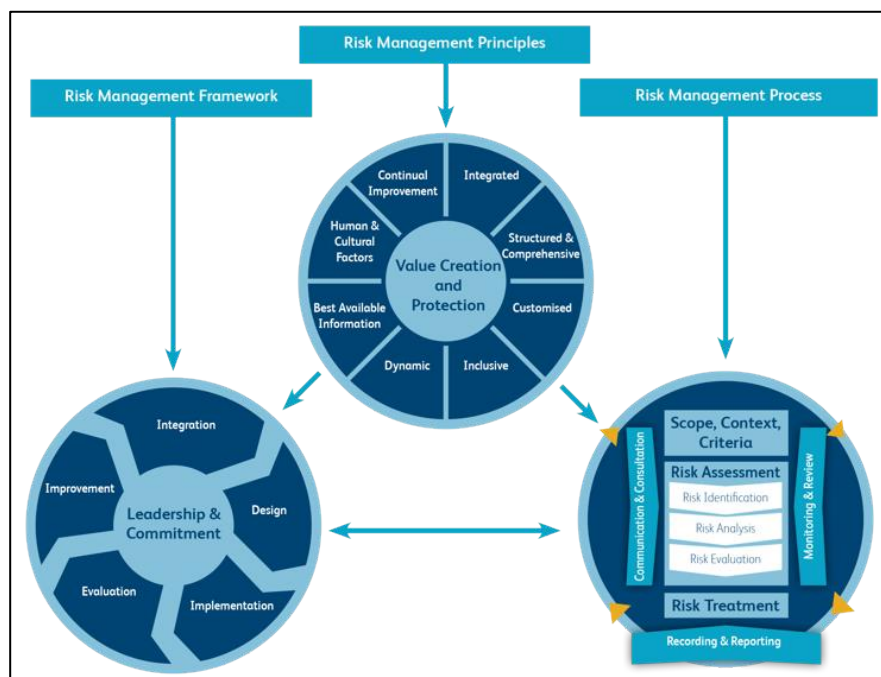 Risk Management Principles
Risk Management Framework
Risk Management Process
Continual
Improvement
Integrated
Human &
Cultural
Factors
Structured &
Comprehensive
Value Creation
and
Protection
Best Available
Information
Customised
Dynamic
Inclusive
Integration
Improvement
Design
Leadership &
Commitment
Evaluation
Implementation
Scope, Context,
Criteria
Risk Assessment
Risk Identification
Risk Analysis
Risk Evaluation
Communication & Consultation
Monitoring & Review
Risk Treatment
Recording & Reporting